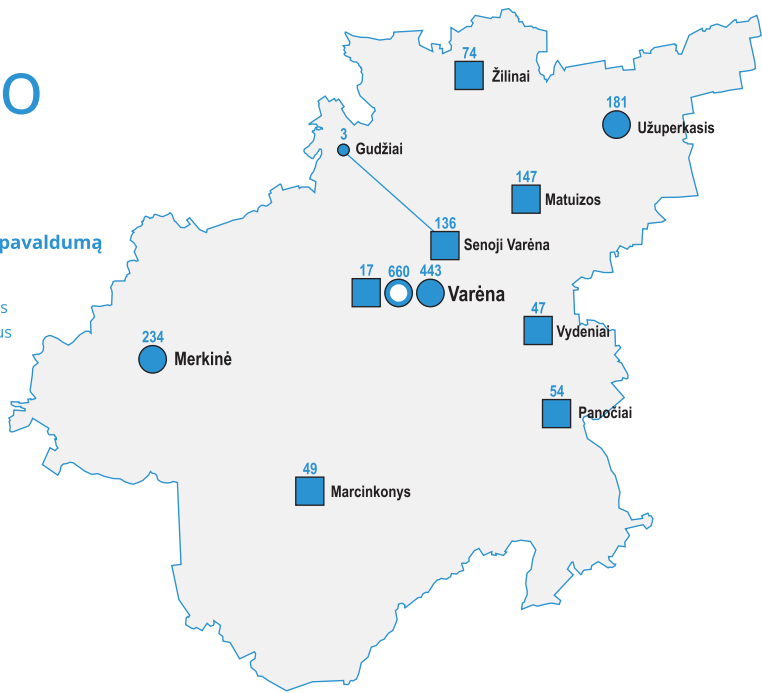 O
74
Žilinai
181
Užuperkasis
3
Gudžiai
147
Matuizos
136
Senoji Varėna
pavaldumą
17 660 443
Varėna
s
47
Vydeniai
us
234
Merkinė
54
Panočiai
49
Marcinkonys